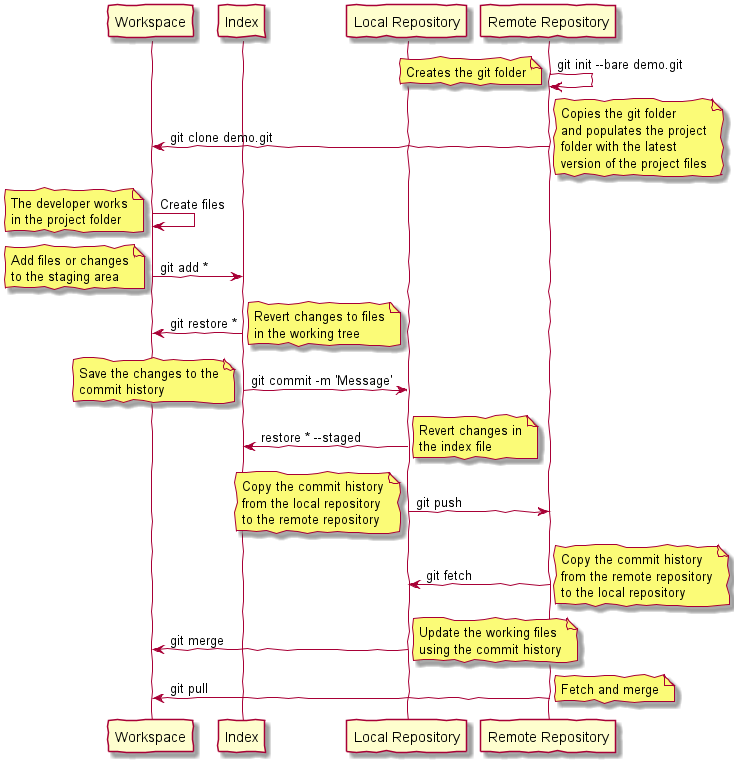 Workspace
Index
Local Repository
Remote Repository
Creates the git folder
git init --bare demo.git
git clone demo.git
Copies the git folder
and populates the project
folder with the latest
version of the project files
The developer works
in the project folder
Create files
Add files or changes
to the staging area
git add *
git restore *
Revert changes to files
in the working tree
Save the changes to the
commit history
git commit -m 'Message'
restore * --staged
Revert changes in
the index file
Copy the commit history
from the local repository
to the remote repository
git push
git fetch
Copy the commit history
from the remote repository
to the local repository
git merge
Update the working files
using the commit history
git pull
Fetch and merge
Workspace
Index
Local Repository
Remote Repository